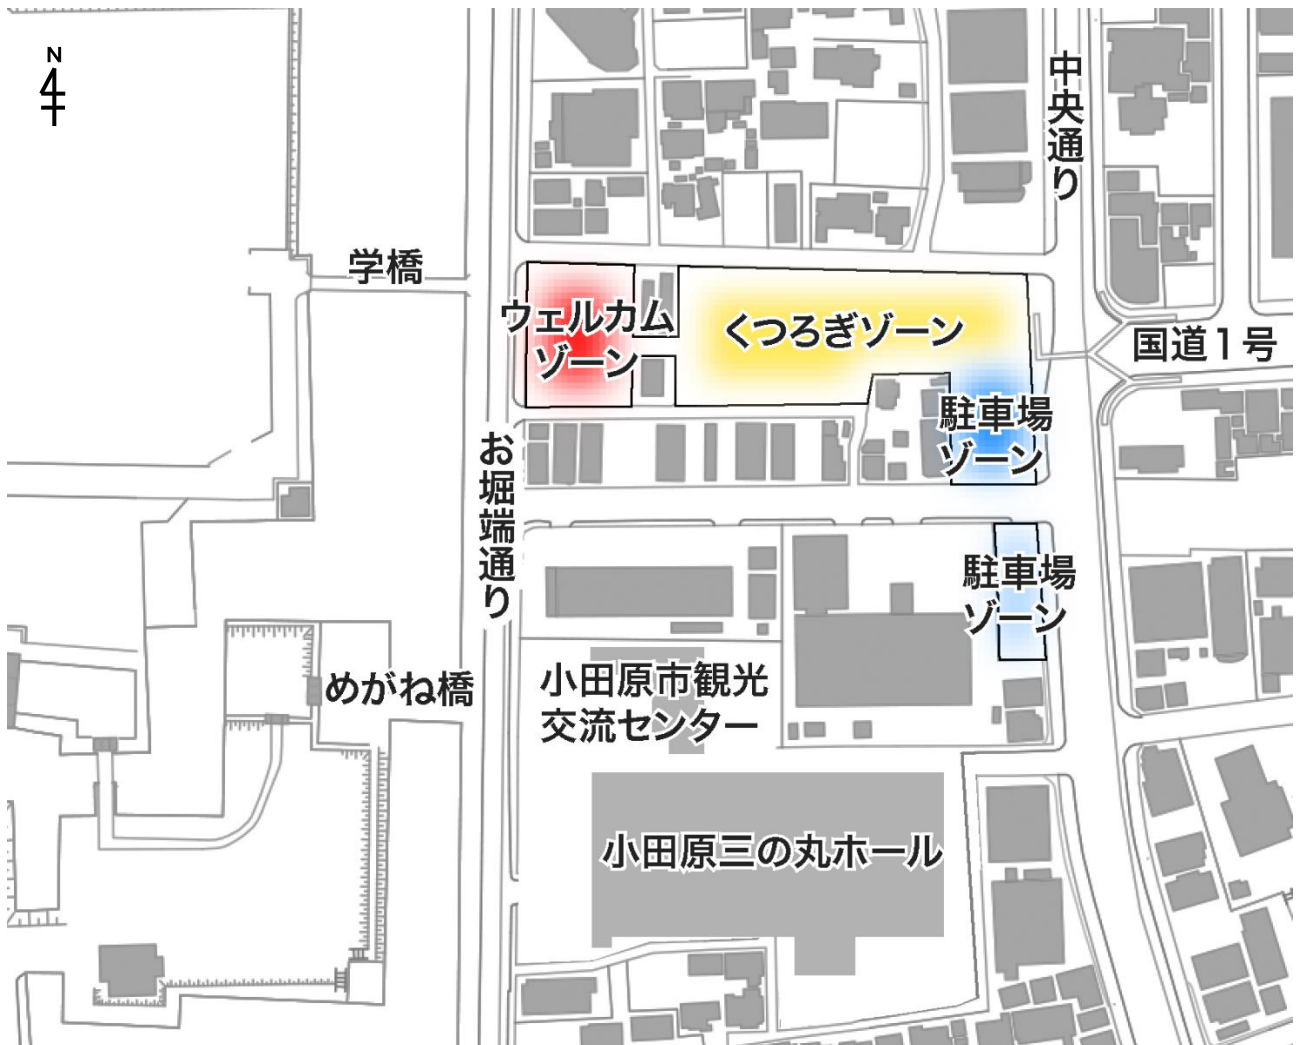 N
中央通り
学橋
ウェルカム
ゾーン
くつろぎゾーン
国道1号
駐車場
ゾーン
お堀端通り
駐車場
ゾーン
めがね橋
小田原市観光
交流センター
小田原三の丸ホール